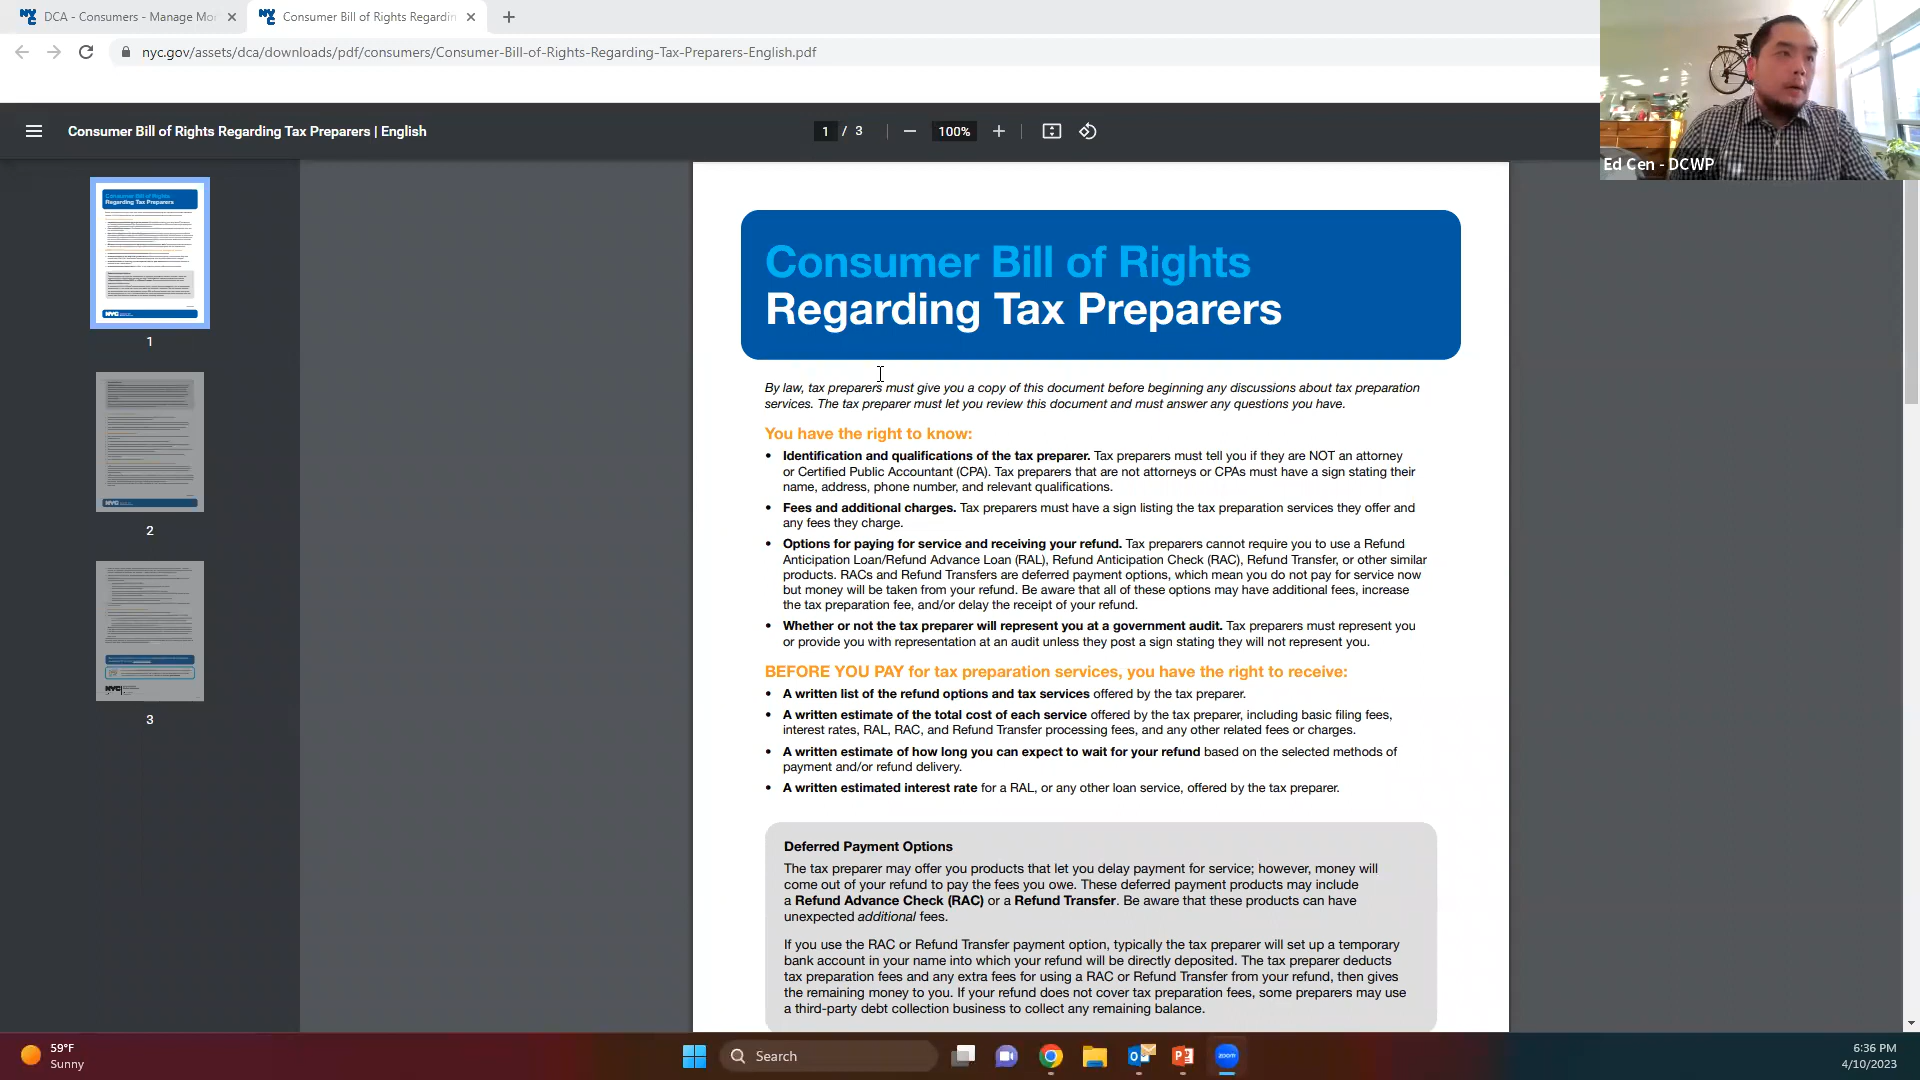 DCA - Consumers - Manage Mo
Consumer Bill of Rights Regardin
nyc.gov/assets/dca/downloads/pdf/consumers/Consumer-Bill-of-Rights-Regarding-Tax-Preparers-English.pdf
Ed Cen - DCWP
Consumer Bill of Rights Regarding Tax Preparers | English
1 / 3
100%
Consumer Bill of Rights
Regarding Tax Preparers
1
2
3
Consumer Bill of Rights
Regarding Tax Preparers
By law, tax preparers must give you a copy of this document before beginning any discussions about tax preparation
services. The tax preparer must let you review this document and must answer any questions you have.
You have the right to know:
• Identification and qualifications of the tax preparer. Tax preparers must tell you if they are NOT an attorney
or Certified Public Accountant (CPA). Tax preparers that are not attorneys or CPAs must have a sign stating their
name, address, phone number, and relevant qualifications.
• Fees and additional charges. Tax preparers must have a sign listing the tax preparation services they offer and
any fees they charge.
• Options for paying for service and receiving your refund. Tax preparers cannot require you to use a Refund
Anticipation Loan/Refund Advance Loan (RAL), Refund Anticipation Check (RAC), Refund Transfer, or other similar
products. RACs and Refund Transfers are deferred payment options, which mean you do not pay for service now
but money will be taken from your refund. Be aware that all of these options may have additional fees, increase
the tax preparation fee, and/or delay the receipt of your refund.
• Whether or not the tax preparer will represent you at a government audit. Tax preparers must represent you
or provide you with representation at an audit unless they post a sign stating they will not represent you.
BEFORE YOU PAY for tax preparation services, you have the right to receive:
• A written list of the refund options and tax services offered by the tax preparer.
• A written estimate of the total cost of each service offered by the tax preparer, including basic filing fees,
interest rates, RAL, RAC, and Refund Transfer processing fees, and any other related fees or charges.
• A written estimate of how long you can expect to wait for your refund based on the selected methods of
payment and/or refund delivery.
• A written estimated interest rate for a RAL, or any other loan service, offered by the tax preparer.
Deferred Payment Options
The tax preparer may offer you products that let you delay payment for service; however, money will
come out of your refund to pay the fees you owe. These deferred payment products may include
a Refund Advance Check (RAC) or a Refund Transfer. Be aware that these products can have
unexpected additional fees.
If you use the RAC or Refund Transfer payment option, typically the tax preparer will set up a temporary
bank account in your name into which your refund will be directly deposited. The tax preparer deducts
tax preparation fees and any extra fees for using a RAC or Refund Transfer from your refund, then gives
the remaining money to you. If your refund does not cover tax preparation fees, some preparers may use
a third-party debt collection business to collect any remaining balance.
59°F
Sunny
Search
zoom
6:36 PM
4/10/2023